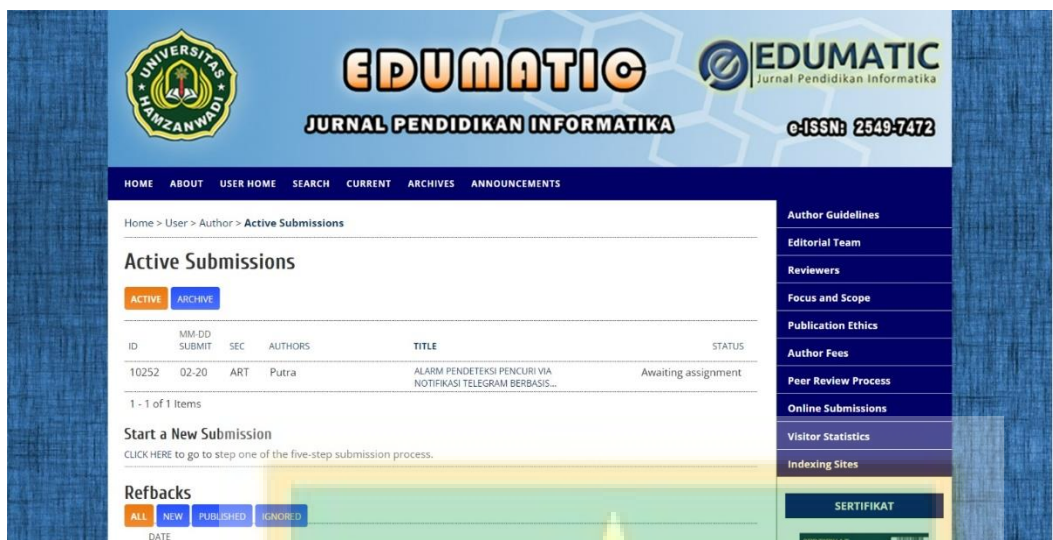 UNIVERSITAS
HAMZANWADI
EDUMATIC
JURNAL PENDIDIKAN INFORMATIKA
EDUMATIC
Jurnal Pendidikan Informatika
e-ISSN: 2549-7472
HOME ABOUT USER HOME SEARCH CURRENT ARCHIVES ANNOUNCEMENTS
Home > User > Author > Active Submissions
Active Submissions
ACTIVE ARCHIVE
ID MM-DD SUBMIT SEC AUTHORS TITLE STATUS
10252 02-20 ART Putra ALARM PENDETEKSI PENCURI VIA Awaiting assignment
NOTIFIKASI TELEGRAM BERBASIS...
1 - 1 of 1 Items
Start a New Submission
CLICK HERE to go to step one of the five-step submission process.
Refbacks
ALL NEW PUBLISHED IGNORED
DATE
Author Guidelines
Editorial Team
Reviewers
Focus and Scope
Publication Ethics
Author Fees
Peer Review Process
Online Submissions
Visitor Statistics
Indexing Sites
SERTIFIKAT